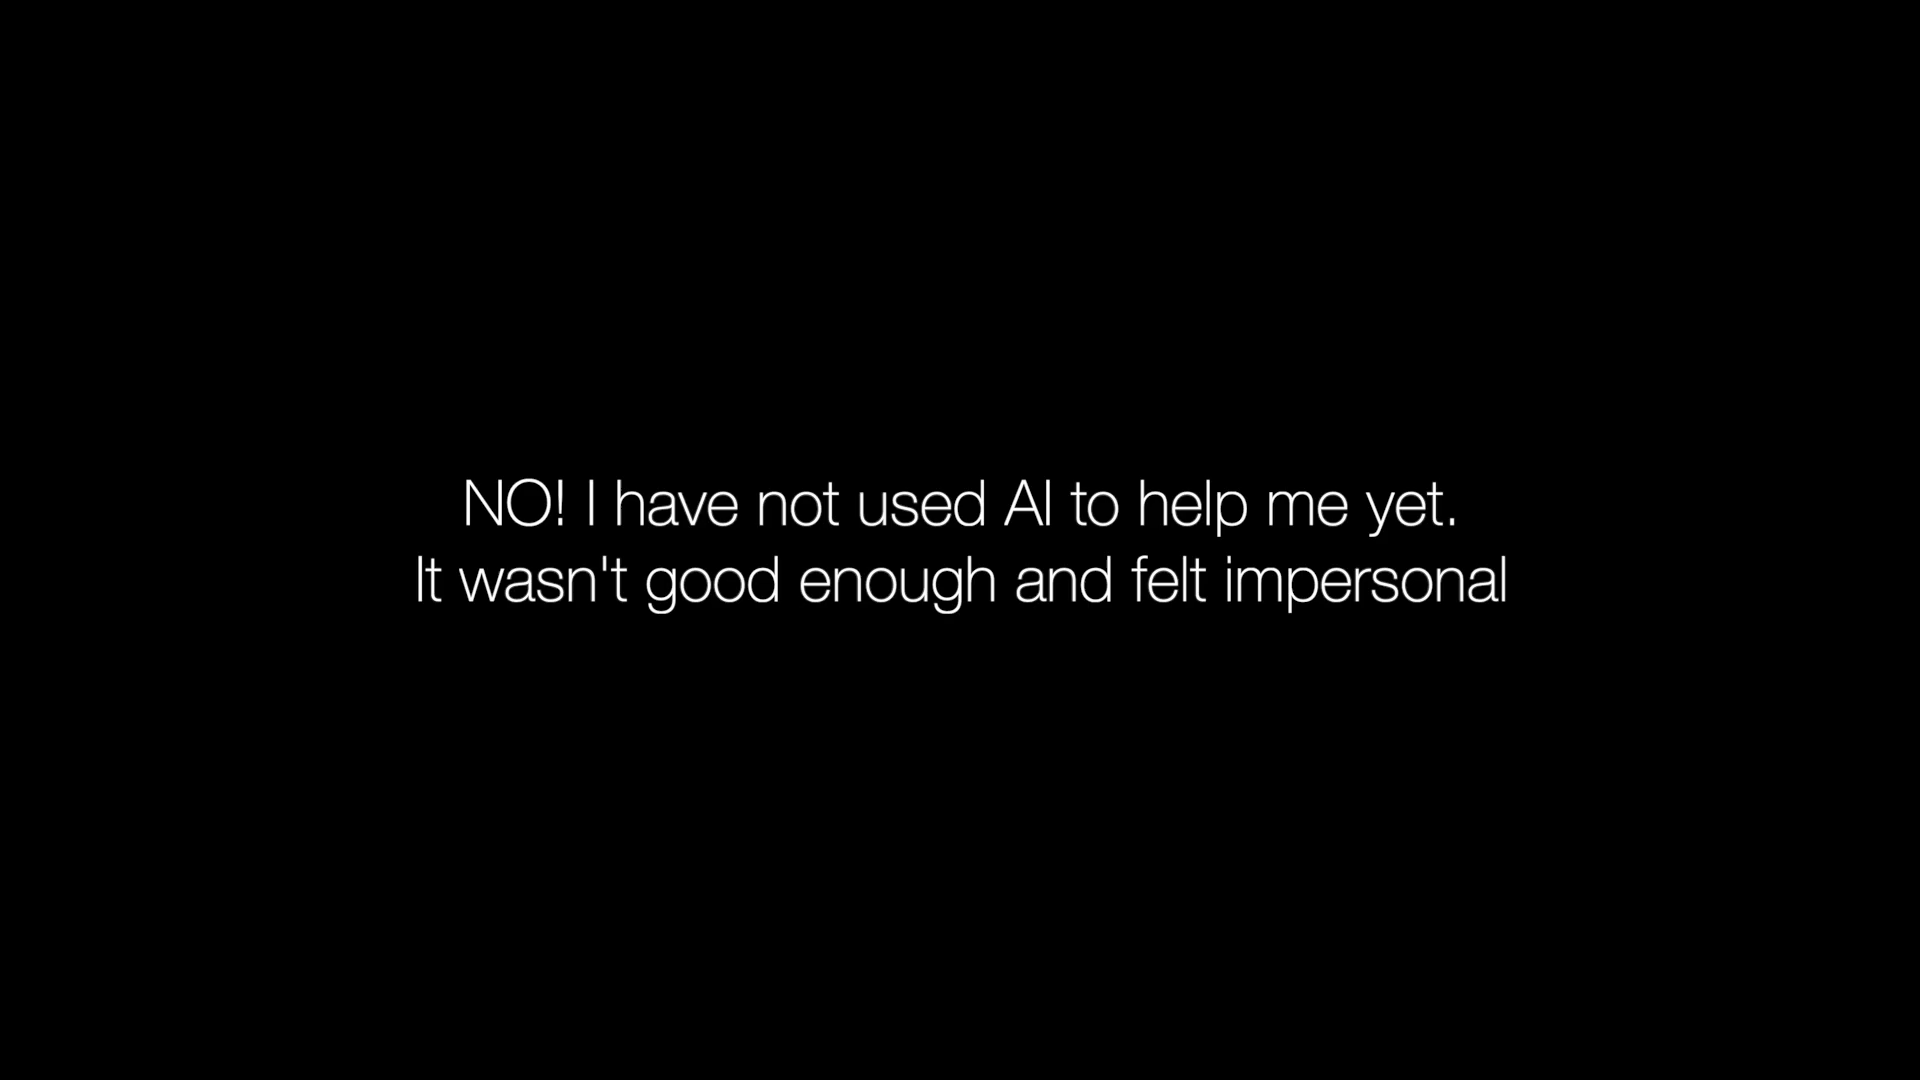 NO! I have not used AI to help me yet.
It wasn't good enough and felt impersonal